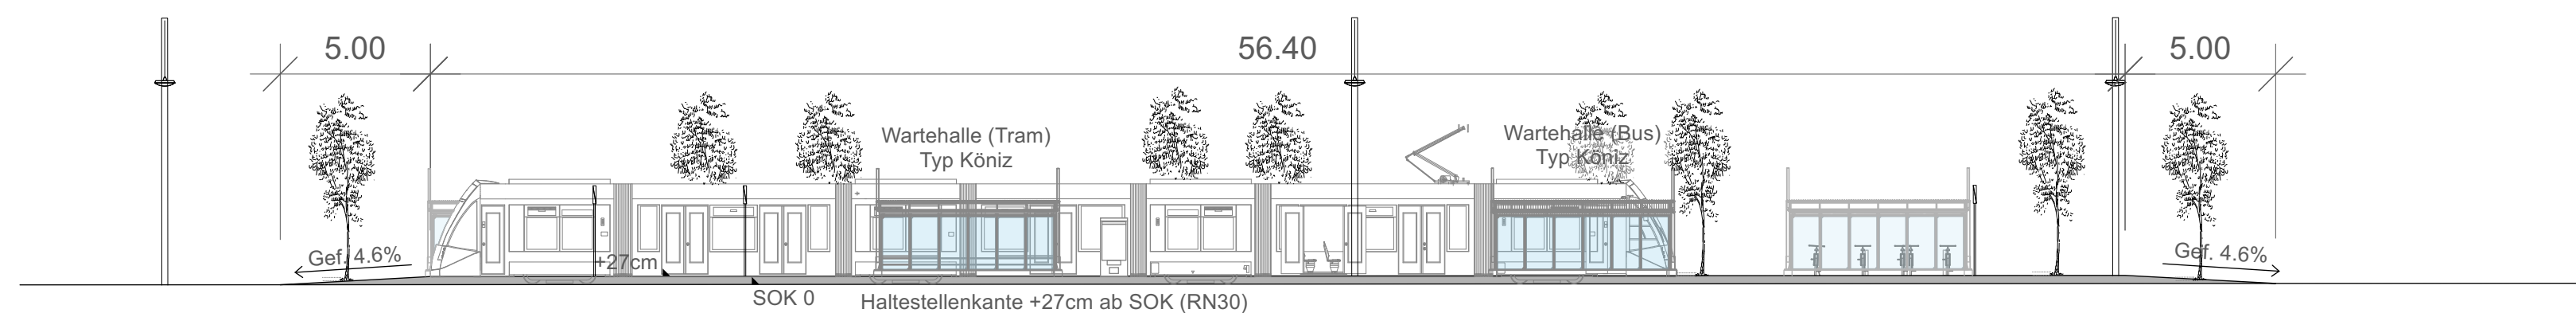 5.00
56.40
5.00
Wartehalle (Tram)
Typ Köniz
Wartehalle (Bus)
Typ Köniz
Gef. 4.6%
+27cm
Gef. 4.6%
SOK 0
Haltestellenkante +27cm ab SOK (RN30)